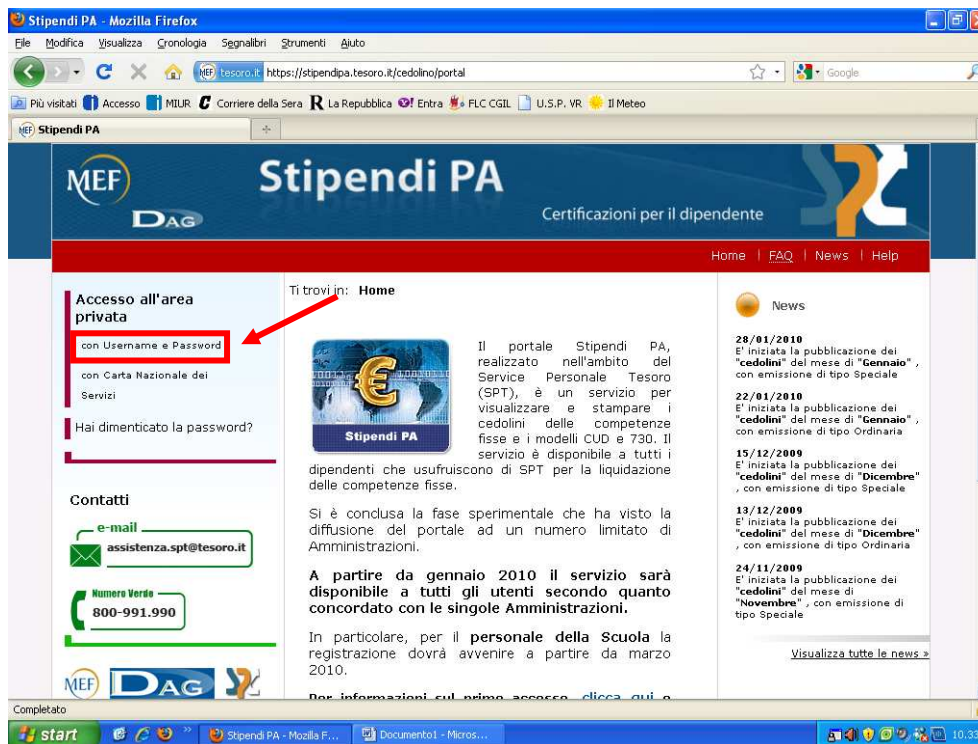 Stipendi PA - Mozilla Firefox
File Modifica Visualizza Cronologia Segnalibri Strumenti Aiuto
tesoro.it https://stipendipa.tesoro.it/cedolino/portal
Google
Più visitati Accesso MIUR Corriere della Sera La Repubblica Entra FLC CGIL U.S.P. VR Il Meteo
Stipendi PA
MEF
DAG
Stipendi PA
Certificazioni per il dipendente
Home | FAQ | News | Help
Accesso all'area
privata
con Username e Password
con Carta Nazionale dei
Servizi
Hai dimenticato la password?
Contatti
e-mail
assistenza.spt@tesoro.it
Numero Verde
800-991.990
MEF DAG
Ti trovi in: Home
Stipendi PA
Il portale Stipendi PA,
realizzato nell'ambito del
Service Personale Tesoro
(SPT), è un servizio per
visualizzare e stampare i
cedolini delle competenze
fisse e i modelli CUD e 730. Il
servizio è disponibile a tutti i
dipendenti che usufruiscono di SPT per la liquidazione
delle competenze fisse.
Si è conclusa la fase sperimentale che ha visto la
diffusione del portale ad un numero limitato di
Amministrazioni.
A partire da gennaio 2010 il servizio sarà
disponibile a tutti gli utenti secondo quanto
concordato con le singole Amministrazioni.
In particolare, per il personale della Scuola la
registrazione dovrà avvenire a partire da marzo
2010.
Per informazioni sul primo accesso, clicca qui e
News
28/01/2010
E' iniziata la pubblicazione dei
"cedolini" del mese di "Gennaio" ,
con emissione di tipo Speciale
22/01/2010
E' iniziata la pubblicazione dei
"cedolini" del mese di "Gennaio" ,
con emissione di tipo Ordinaria
15/12/2009
E' iniziata la pubblicazione dei
"cedolini" del mese di "Dicembre"
, con emissione di tipo Speciale
13/12/2009
E' iniziata la pubblicazione dei
"cedolini" del mese di "Dicembre"
, con emissione di tipo Ordinaria
24/11/2009
E' iniziata la pubblicazione dei
"cedolini" del mese di
"Novembre" , con emissione di
tipo Speciale
Visualizza tutte le news »
Completato
start
Stipendi PA - Mozilla F...
Documento1 - Micros...